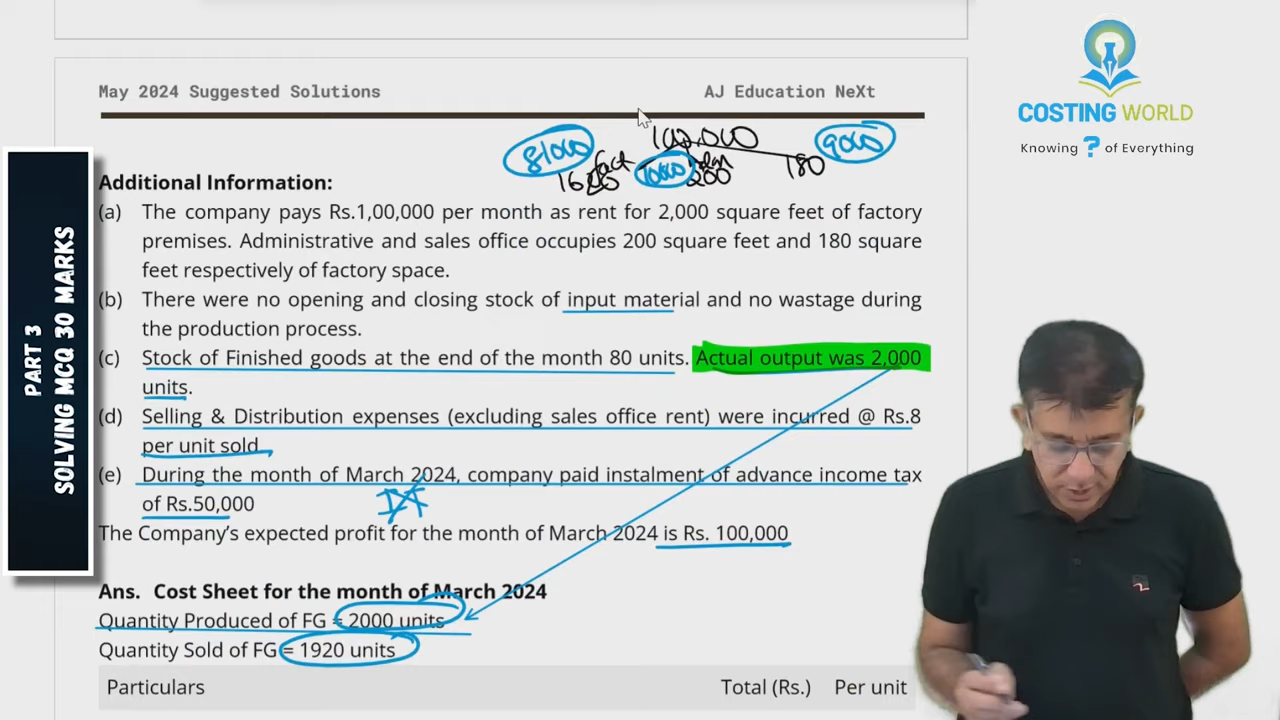 May 2024 Suggested Solutions
AJ Education NeXt
COSTING WORLD
Knowing ? of Everything
PART 3
SOLVING MCQ 30 MARKS
100,000
81000
9000
fact
10000
Adm
1620
200
180
Additional Information:
(a) The company pays Rs.1,00,000 per month as rent for 2,000 square feet of factory
premises. Administrative and sales office occupies 200 square feet and 180 square
feet respectively of factory space.
(b) There were no opening and closing stock of input material and no wastage during
the production process.
(c) Stock of Finished goods at the end of the month 80 units. Actual output was 2,000
units.
(d) Selling & Distribution expenses (excluding sales office rent) were incurred @ Rs.8
per unit sold
(e) During the month of March 2024, company paid instalment of advance income tax
of Rs.50,000
The Company's expected profit for the month of March 2024 is Rs. 100,000
Ans. Cost Sheet for the month of March 2024
Quantity Produced of FG = 2000 units
Quantity Sold of FG = 1920 units
Particulars Total (Rs.) Per unit